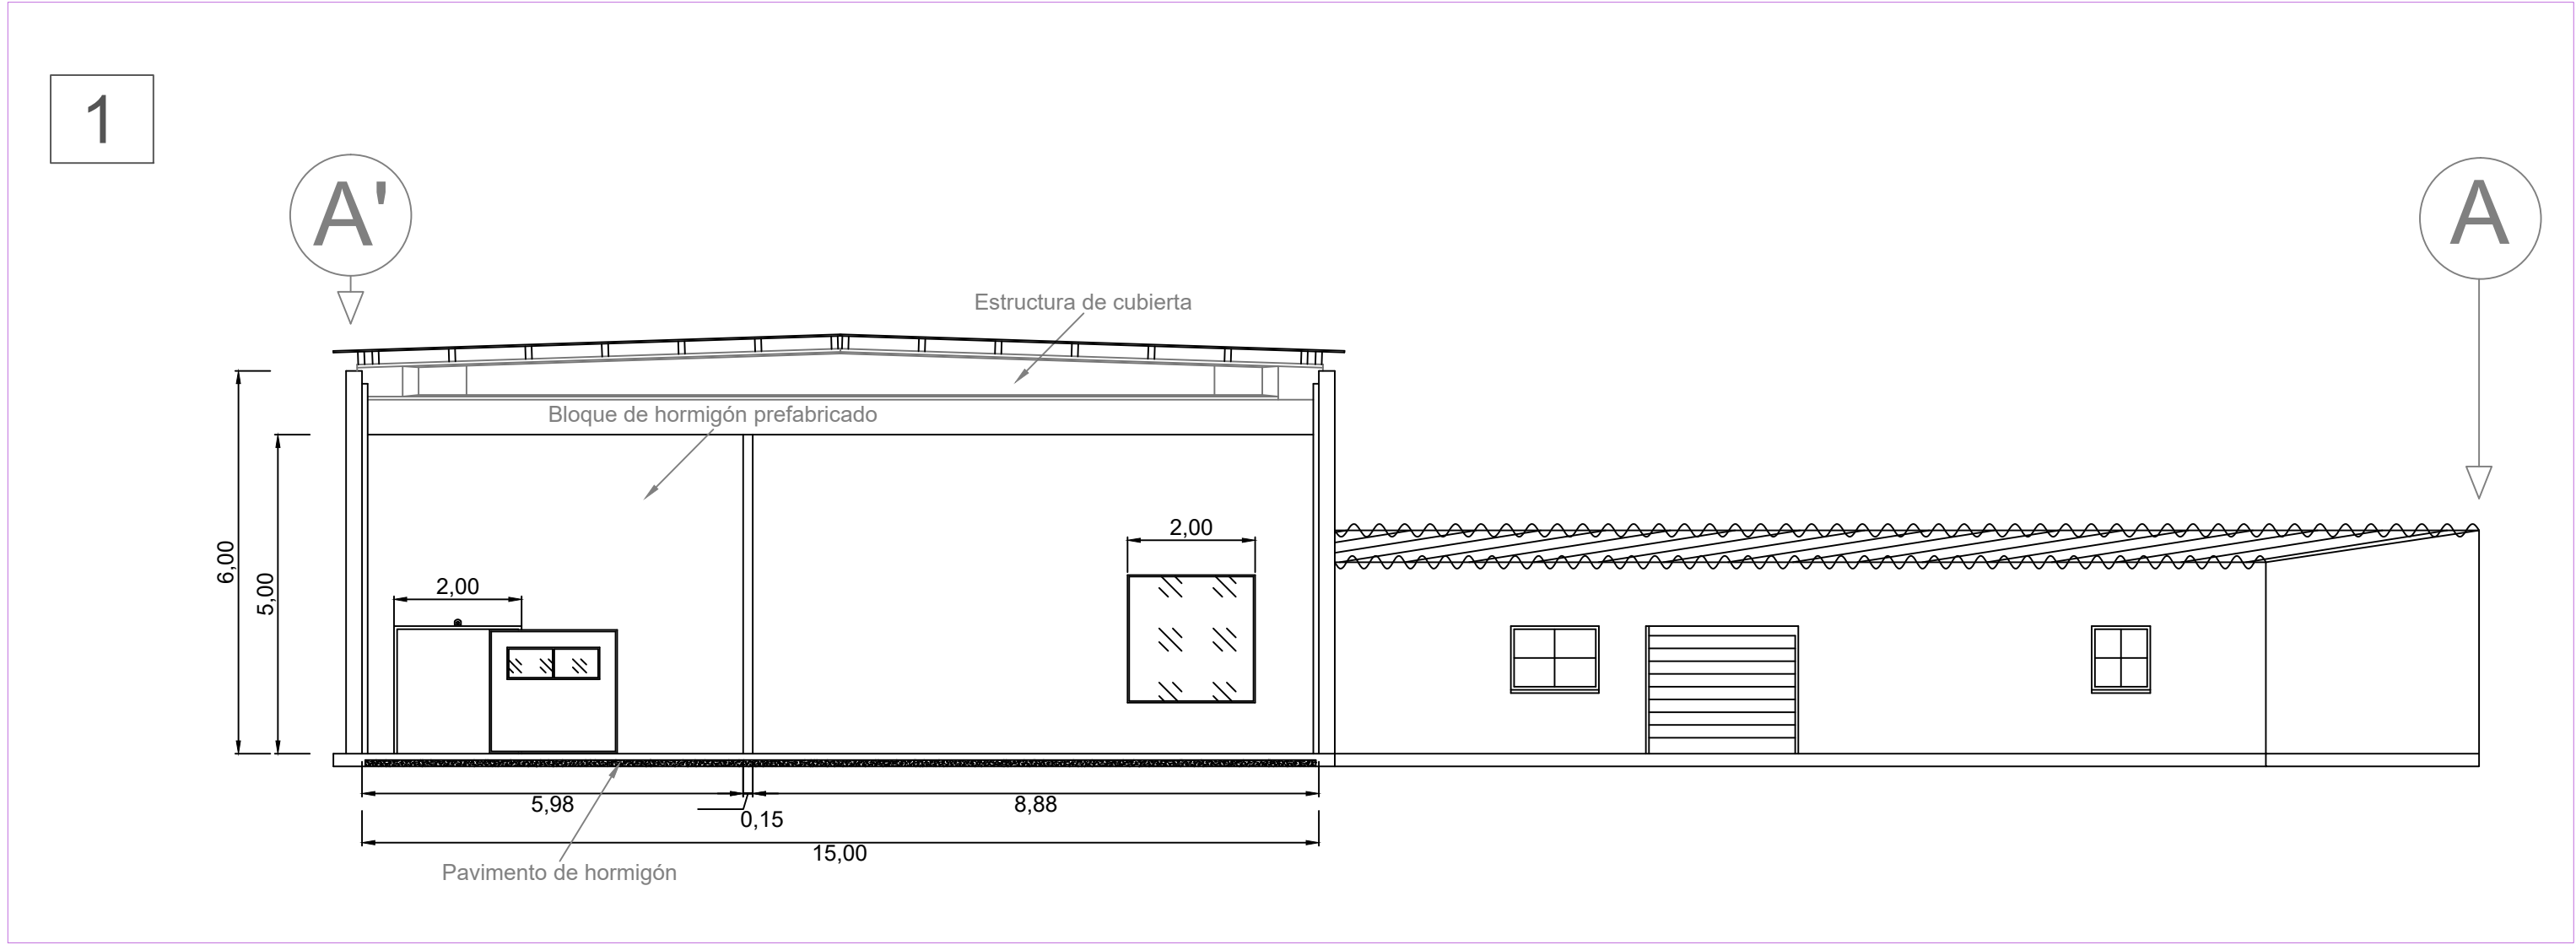 1
A'
A
Estructura de cubierta
Bloque de hormigón prefabricado
6,00
5,00
2,00
2,00
5,98
0,15
8,88
15,00
Pavimento de hormigón